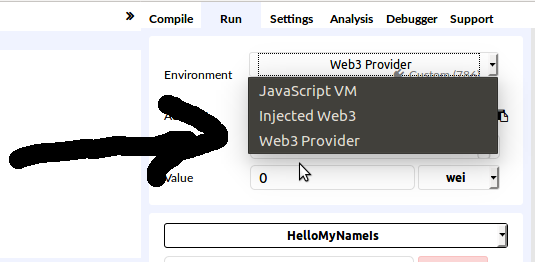 » Compile Run Settings Analysis Debugger Support
Environment Web3 Provider
Custom (786
JavaScript VM
Injected Web3
Web3 Provider
Value 0 wei
HelloMyNameIs